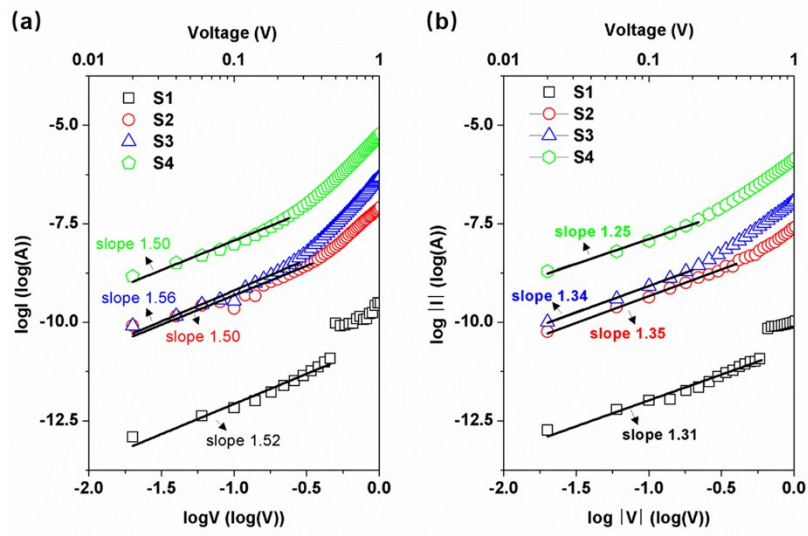 (a)
Voltage (V)
0.01 0.1 1
S1
S2
S3
S4
-5.0
-7.5
-10.0
-12.5
logI (log(A))
slope 1.50
slope 1.56
slope 1.50
slope 1.52
-2.0 -1.5 -1.0 -0.5 0.0
logV (log(V))
(b)
Voltage (V)
0.01 0.1 1
S1
S2
S3
S4
-5.0
-7.5
-10.0
-12.5
log |I| (log(A))
slope 1.25
slope 1.34
slope 1.35
slope 1.31
-2.0 -1.5 -1.0 -0.5 0.0
log |V| (log(V))